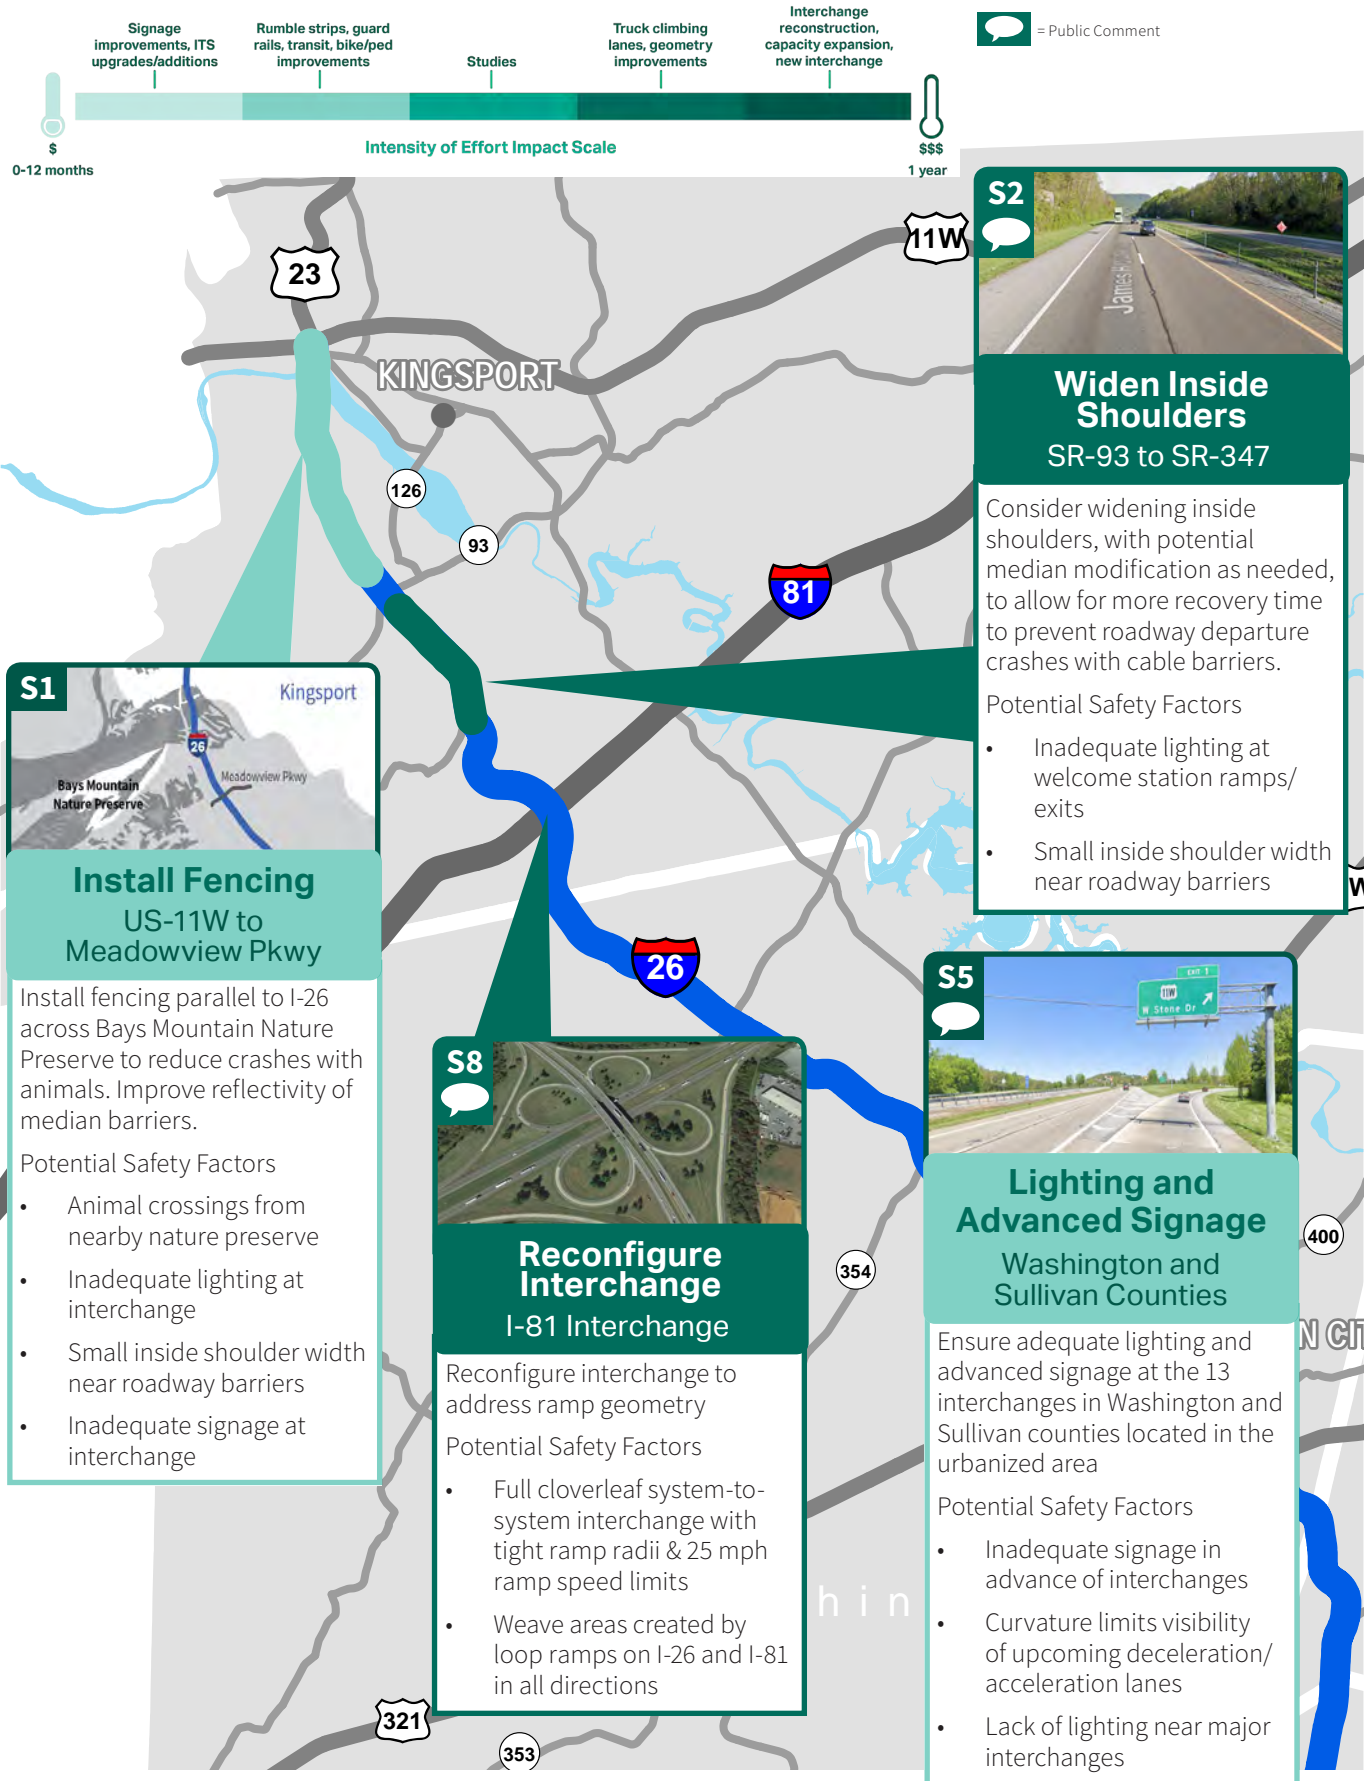 Signage
improvements, ITS
upgrades/additions
Rumble strips, guard
rails, transit, bike/ped
improvements
Studies
Truck climbing
lanes, geometry
improvements
Interchange
reconstruction,
capacity expansion,
new interchange
= Public Comment
$
0-12 months
Intensity of Effort Impact Scale
$$$
1 year
23
11W
KINGSPORT
126
93
81
26
354
400
321
353
N CIT
W
h i n
S2
James H
Widen Inside
Shoulders
SR-93 to SR-347
Consider widening inside
shoulders, with potential
median modification as needed,
to allow for more recovery time
to prevent roadway departure
crashes with cable barriers.
Potential Safety Factors
• Inadequate lighting at
welcome station ramps/
exits
• Small inside shoulder width
near roadway barriers
S1
Kingsport
26
Meadowview Pkwy
Bays Mountain
Nature Preserve
Install Fencing
US-11W to
Meadowview Pkwy
Install fencing parallel to I-26
across Bays Mountain Nature
Preserve to reduce crashes with
animals. Improve reflectivity of
median barriers.
Potential Safety Factors
• Animal crossings from
nearby nature preserve
• Inadequate lighting at
interchange
• Small inside shoulder width
near roadway barriers
• Inadequate signage at
interchange
S8
Reconfigure
Interchange
I-81 Interchange
Reconfigure interchange to
address ramp geometry
Potential Safety Factors
• Full cloverleaf system-to-
system interchange with
tight ramp radii & 25 mph
ramp speed limits
• Weave areas created by
loop ramps on I-26 and I-81
in all directions
S5
EXIT 1
11W
W Stone Dr
Lighting and
Advanced Signage
Washington and
Sullivan Counties
Ensure adequate lighting and
advanced signage at the 13
interchanges in Washington and
Sullivan counties located in the
urbanized area
Potential Safety Factors
• Inadequate signage in
advance of interchanges
• Curvature limits visibility
of upcoming deceleration/
acceleration lanes
• Lack of lighting near major
interchanges